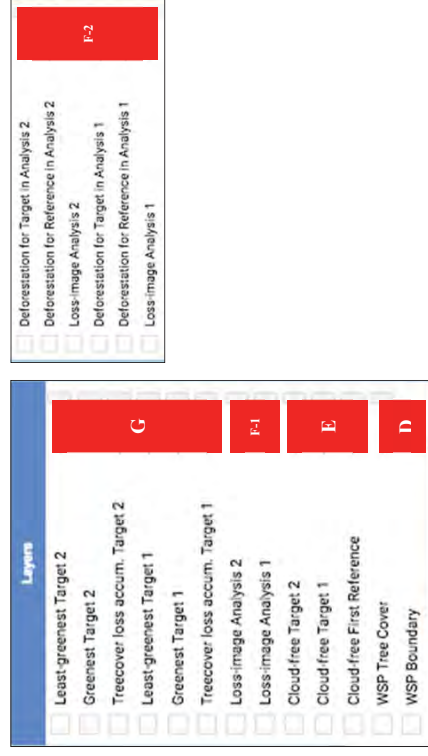 Layers
Least-greenest Target 2
Greenest Target 2
Treecover loss accum. Target 2
Least-greenest Target 1
Greenest Target 1
Treecover loss accum. Target 1
G
Loss-image Analysis 2
Loss-image Analysis 1
F-1
Cloud-free Target 2
Cloud-free Target 1
Cloud-free First Reference
E
WSP Tree Cover
WSP Boundary
D
Deforestation for Target in Analysis 2
Deforestation for Reference in Analysis 2
Loss-image Analysis 2
Deforestation for Target in Analysis 1
Deforestation for Reference in Analysis 1
Loss-image Analysis 1
F-2